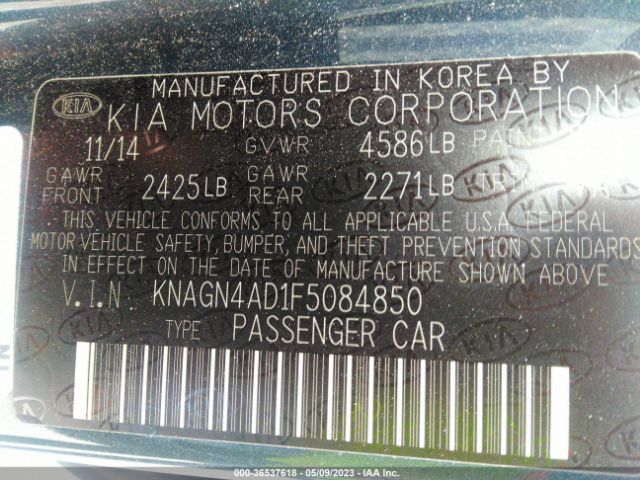 MANUFACTURED IN KOREA BY
KIA KIA MOTORS CORPORATION
11/14 GVWR 4586LB
GAWR FRONT 2425LB GAWR REAR 2271LB
THIS VEHICLE CONFORMS TO ALL APPLICABLE U.S.A FEDERAL
MOTOR VEHICLE SAFETY BUMPER, AND THEFT PREVENTION STANDARDS
IN EFFECT ON THE DATE OF MANUFACTURE SHOWN ABOVE
V.I.N KNAGN4AD1F5084850
TYPE PASSENGER CAR
000-36537618 - 05/09/2023 - IAA Inc.